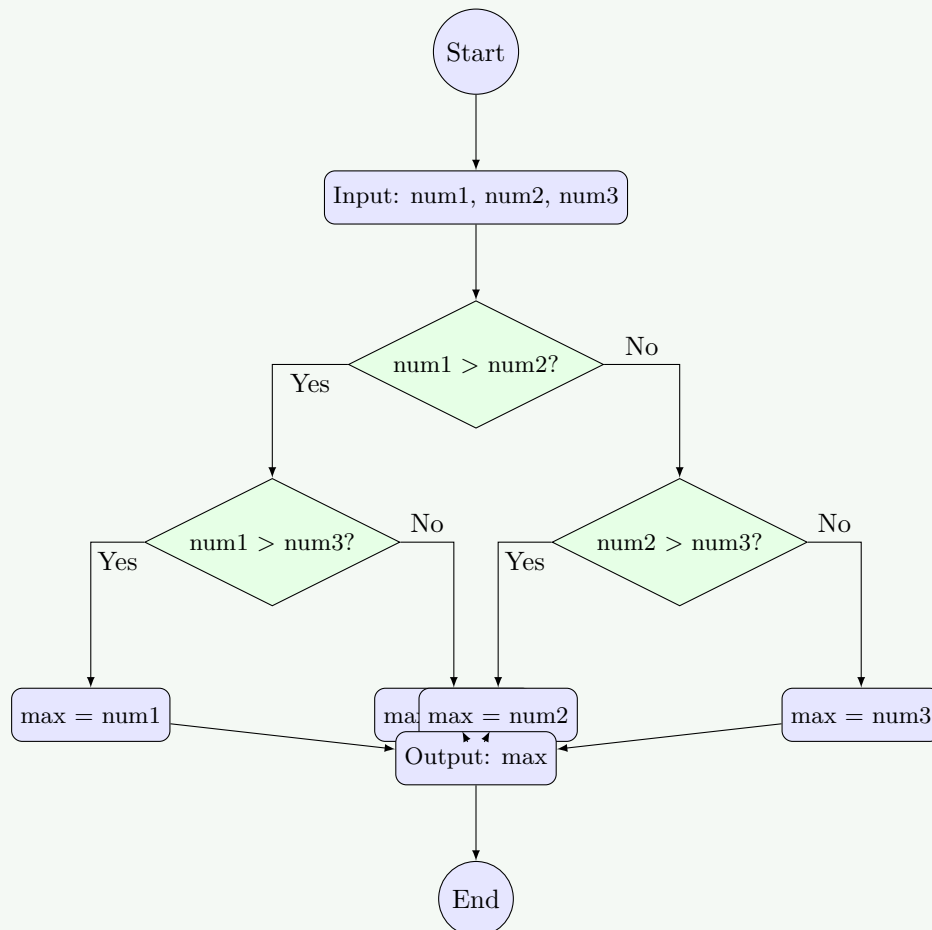 Start
Input: num1, num2, num3
num1 > num2?
Yes
No
num1 > num3?
Yes
No
num2 > num3?
Yes
No
max = num1
max = num2
max = num3
Output: max
End